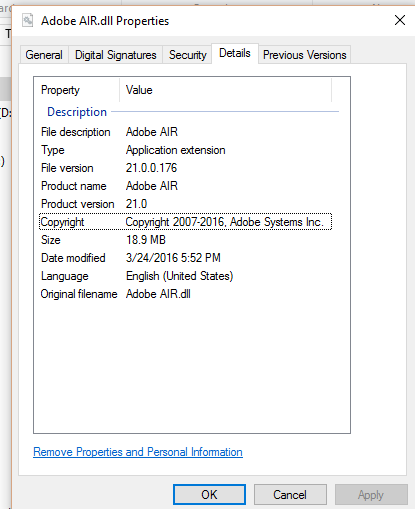 Adobe AIR.dll Properties
General Digital Signatures Security Details Previous Versions
Property Value
Description
File description Adobe AIR
Type Application extension
File version 21.0.0.176
Product name Adobe AIR
Product version 21.0
Copyright Copyright 2007-2016, Adobe Systems Inc.
Size 18.9 MB
Date modified 3/24/2016 5:52 PM
Language English (United States)
Original filename Adobe AIR.dll
Remove Properties and Personal Information
OK Cancel Apply